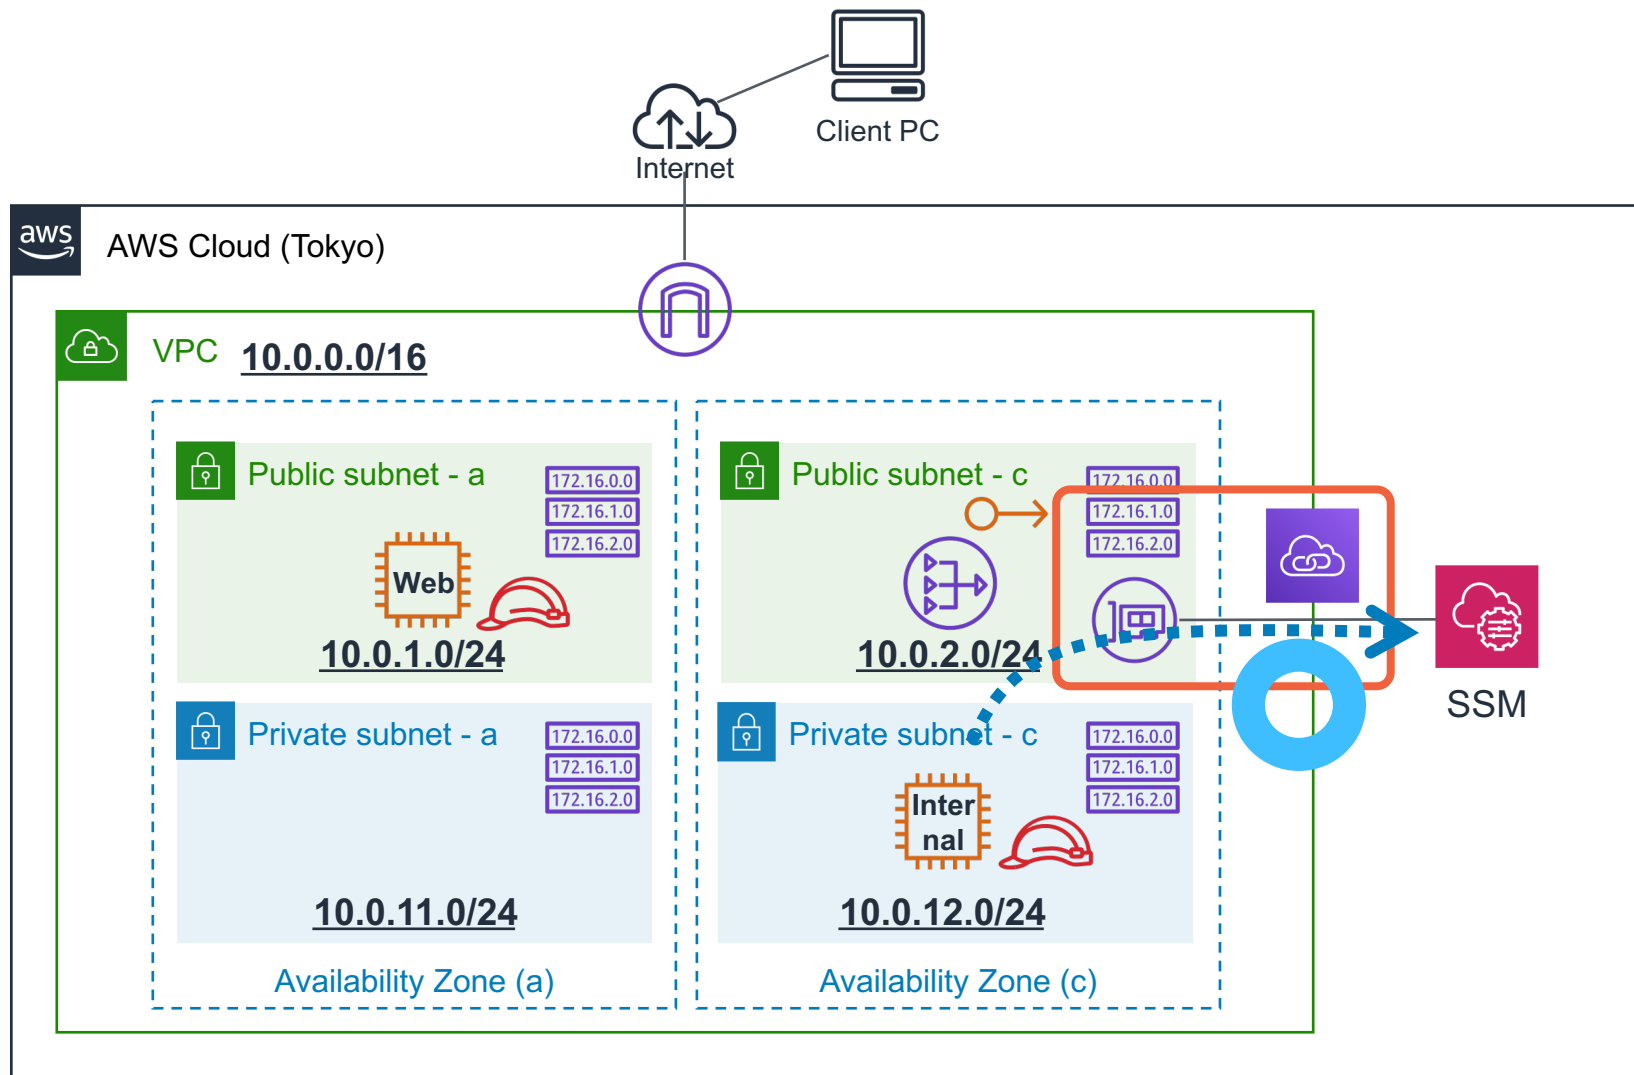 Client PC
Internet
aws
AWS Cloud (Tokyo)
VPC 10.0.0.0/16
Public subnet - a
172.16.0.0
172.16.1.0
172.16.2.0
Web
10.0.1.0/24
Public subnet - c
172.16.0.0
172.16.1.0
172.16.2.0
10.0.2.0/24
SSM
Private subnet - a
172.16.0.0
172.16.1.0
172.16.2.0
10.0.11.0/24
Private subnet - c
172.16.0.0
172.16.1.0
172.16.2.0
Inter
nal
10.0.12.0/24
Availability Zone (a)
Availability Zone (c)